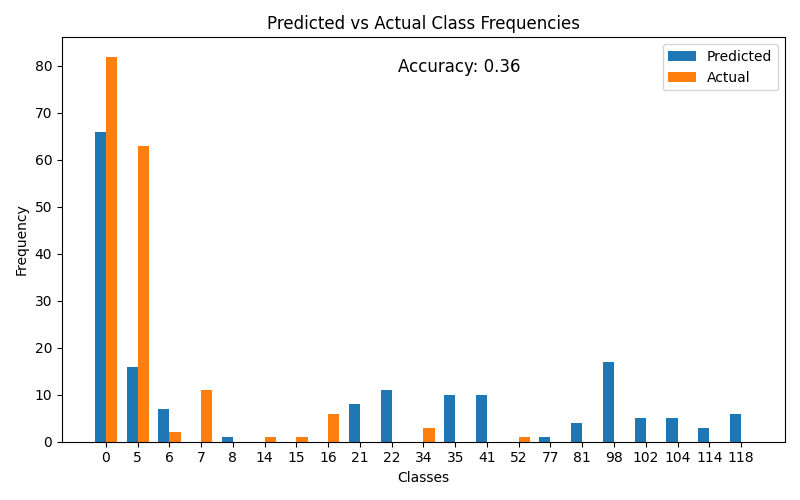 Predicted vs Actual Class Frequencies
Accuracy: 0.36
Predicted
Actual
80
70
60
50
40
30
20
10
0
Frequency
0 5 6 7 8 14 15 16 21 22 34 35 41 52 77 81 98 102 104 114 118
Classes